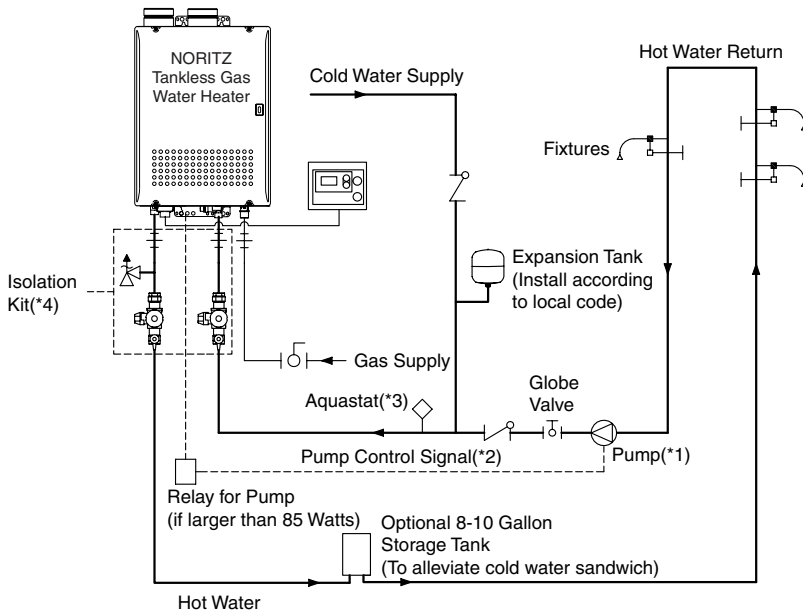 NORITZ
Tankless Gas
Water Heater
Cold Water Supply
Hot Water Return
Fixtures
Isolation
Kit(*4)
Expansion Tank
(Install according
to local code)
Gas Supply
Aquastat(*3)
Globe
Valve
Pump Control Signal(*2)
Pump(*1)
Relay for Pump
(if larger than 85 Watts)
Optional 8-10 Gallon
Storage Tank
(To alleviate cold water sandwich)
Hot Water